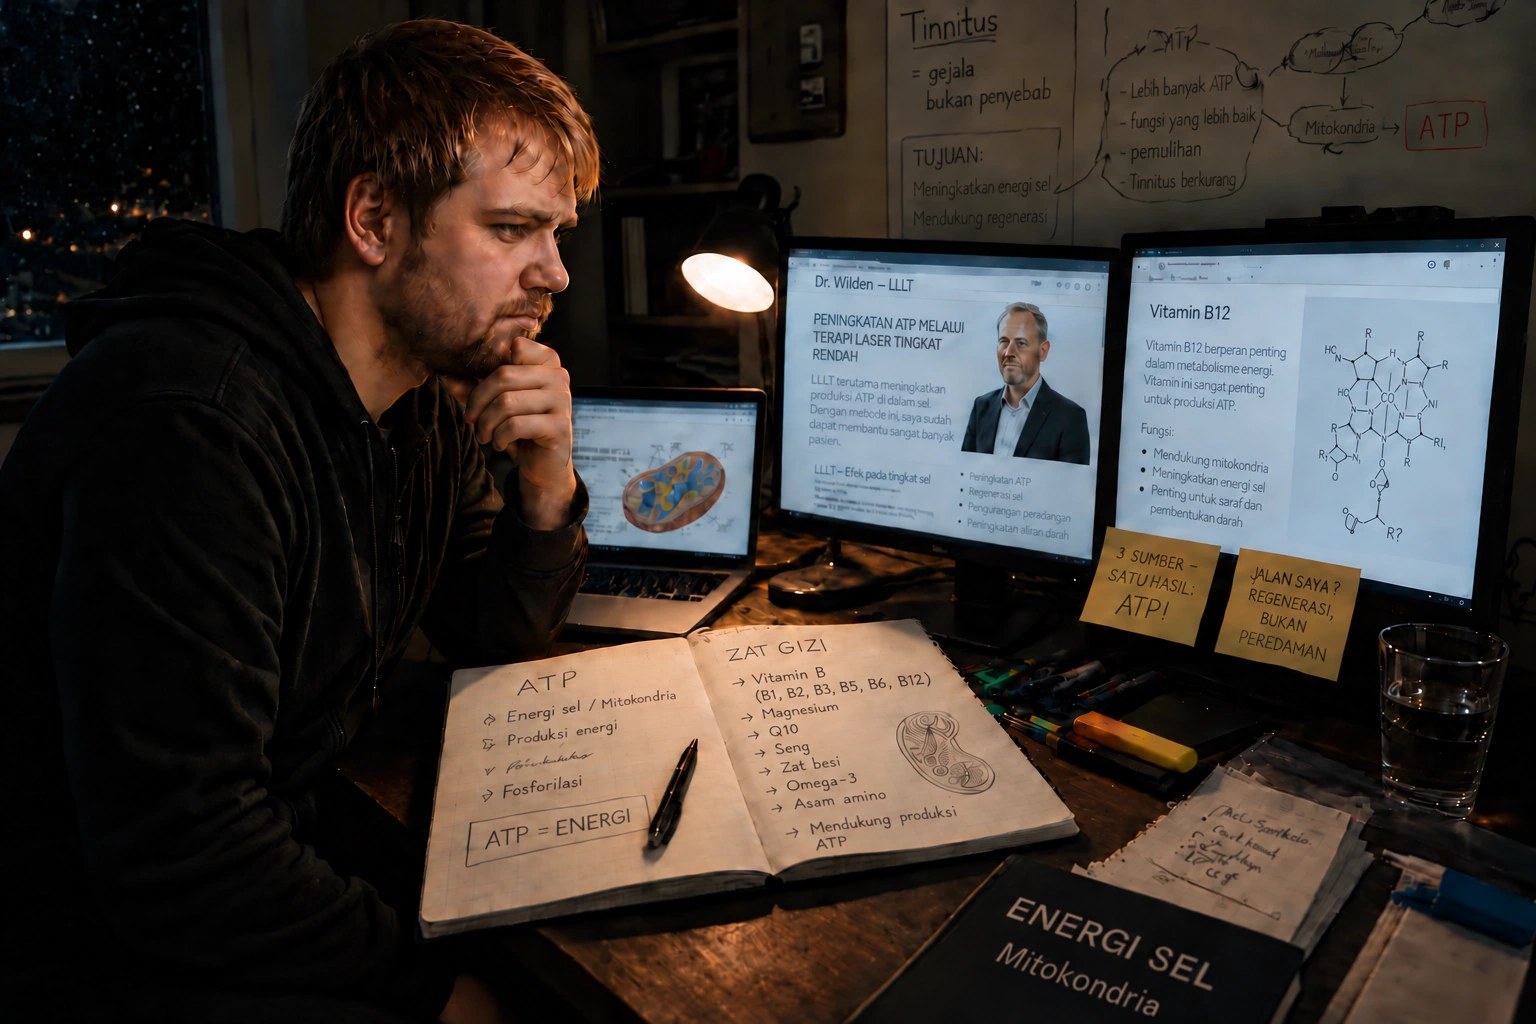 Tinnitus
= gejala
bukan penyebab
TUJUAN:
Meningkatkan energi sel
Mendukung regenerasi
ATP
- Lebih banyak ATP
- fungsi yang lebih baik
- pemulihan
- Tinnitus berkurang
Mitokondria → ATP
Dr. Wilden – LLLT
PENINGKATAN ATP MELALUI
TERAPI LASER TINGKAT
RENDAH
LLLT terutama meningkatkan
produksi ATP di dalam sel.
Dengan metode ini, saya sudah
dapat membantu sangat banyak
pasien.
LLLT – Efek pada tingkat sel
• Peningkatan ATP
• Regenerasi sel
• Pengurangan peradangan
• Peningkatan aliran darah
Vitamin B12
Vitamin B12 berperan penting
dalam metabolisme energi.
Vitamin ini sangat penting
untuk produksi ATP.
Fungsi:
• Mendukung mitokondria
• Meningkatkan energi sel
• Penting untuk saraf dan
pembentukan darah
R
R
HC
H
R
HO
CO
N
N
NI
R
R?
3 SUMBER –
SATU HASIL:
ATP!
JALAN SAYA?
REGENERASI,
BUKAN
PEREDAMAN
ATP
Energi sel / Mitokondria
Produksi energi
Fosforilasi
ATP = ENERGI
ZAT GIZI
→ Vitamin B
(B1, B2, B3, B5, B6, B12)
→ Magnesium
→ Q10
→ Seng
→ Zat besi
→ Omega-3
→ Asam amino
→ Mendukung produksi
ATP
ENERGI SEL
Mitokondria